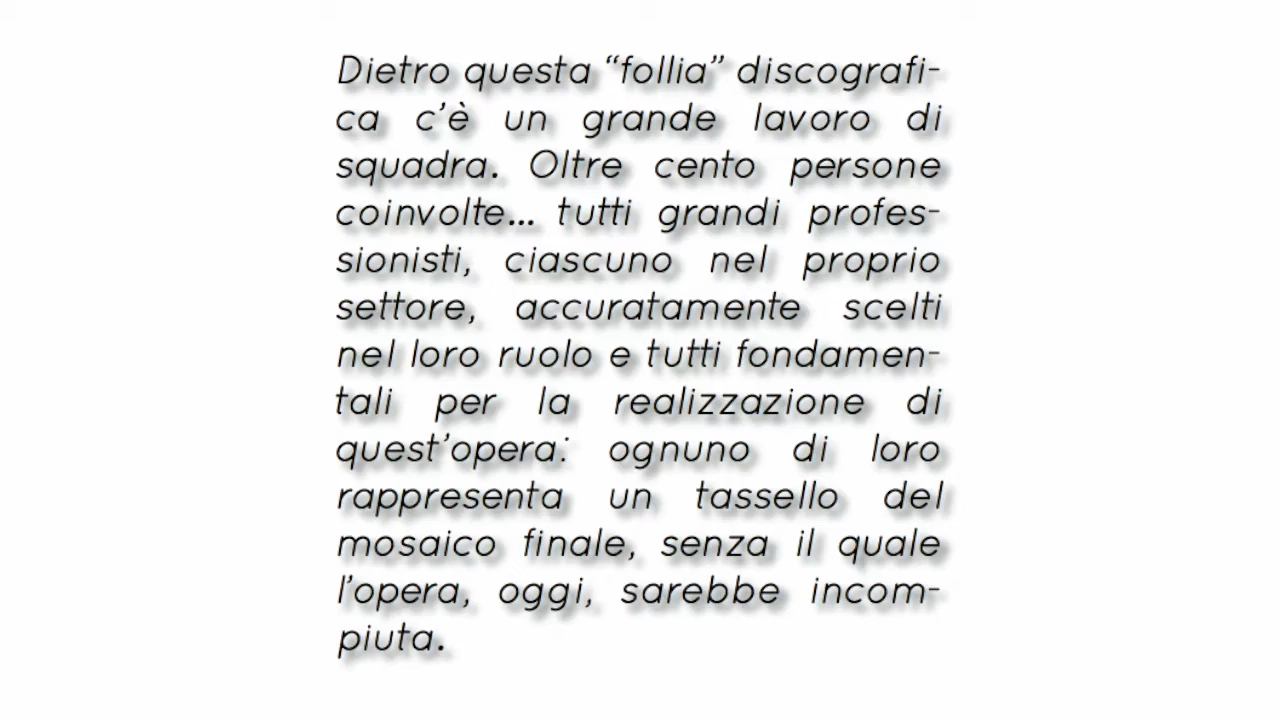 Dietro questa “follia” discografi-
ca c’è un grande lavoro di
squadra. Oltre cento persone
coinvolte... tutti grandi profes-
sionisti, ciascuno nel proprio
settore, accuratamente scelti
nel loro ruolo e tutti fondamen-
tali per la realizzazione di
quest’opera: ognuno di loro
rappresenta un tassello del
mosaico finale, senza il quale
l’opera, oggi, sarebbe incom-
piuta.